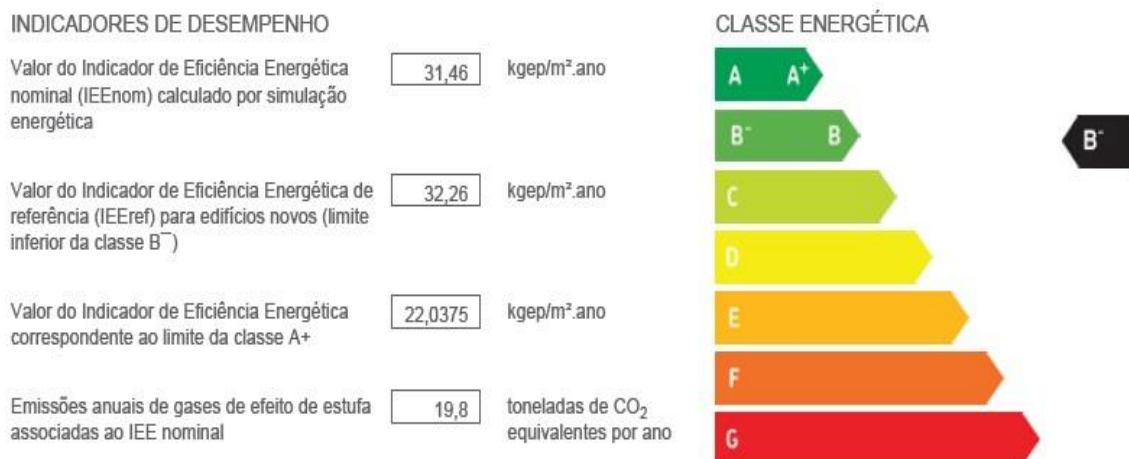 INDICADORES DE DESEMPENHO
Valor do Indicador de Eficiência Energética
nominal (IEEnom) calculado por simulação
energética
31,46
kgep/m².ano
Valor do Indicador de Eficiência Energética de
referência (IEEref) para edifícios novos (limite
inferior da classe B¯)
32,26
kgep/m².ano
Valor do Indicador de Eficiência Energética
correspondente ao limite da classe A+
22,0375
kgep/m².ano
Emissões anuais de gases de efeito de estufa
associadas ao IEE nominal
19,8
toneladas de CO₂
equivalentes por ano
CLASSE ENERGÉTICA
A A⁺
B⁻ B
B⁻
C
D
E
F
G